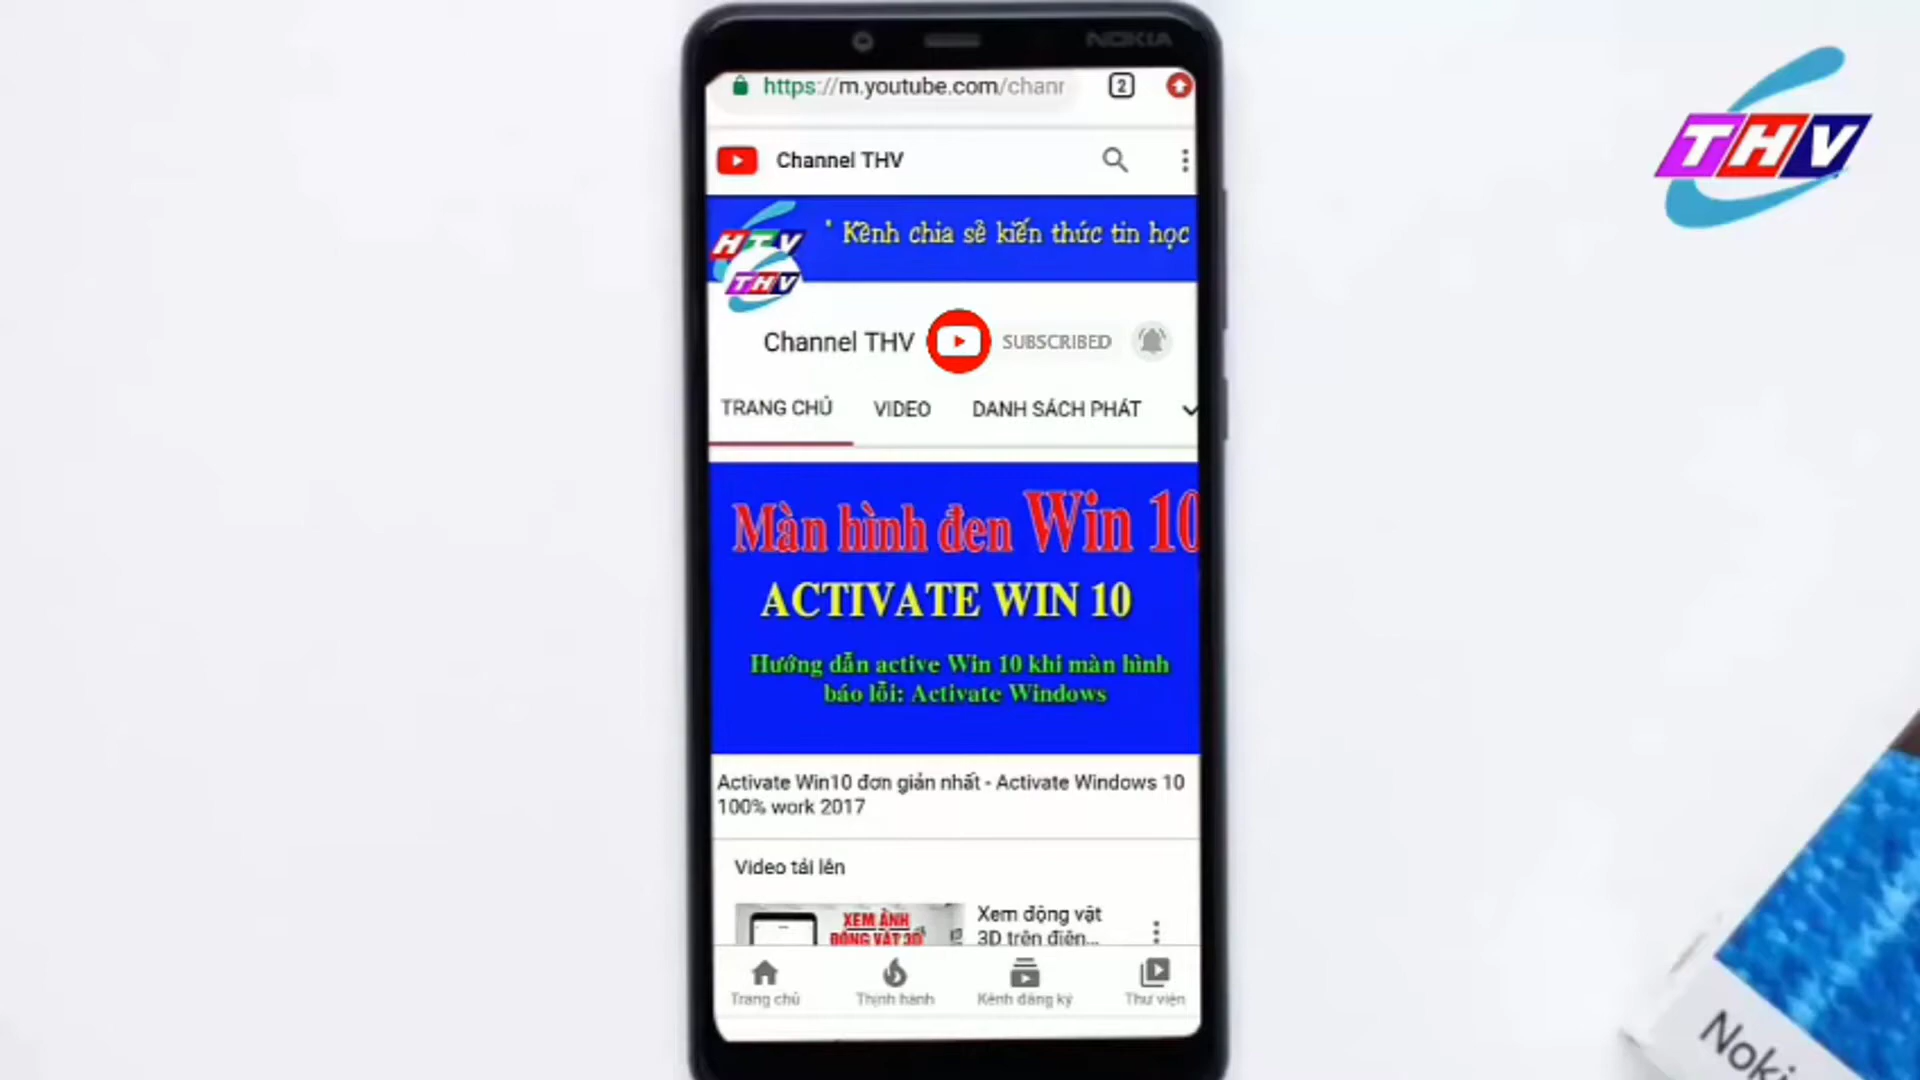 NOKIA
https://m.youtube.com/chanr
2
THV
Channel THV
" Kênh chia sẻ kiến thức tin học
HTV
THV
Channel THV
SUBSCRIBED
TRANG CHỦ
VIDEO
DANH SÁCH PHÁT
Màn hình đen Win 10
ACTIVATE WIN 10
Hướng dẫn active Win 10 khi màn hình
báo lỗi: Activate Windows
Activate Win10 đơn giản nhất - Activate Windows 10
100% work 2017
Video tải lên
XEM ẢNH
ĐỘNG VẬT 3D
Xem động vật
3D trên điện...
Trang chủ
Thịnh hành
Kênh đăng ký
Thư viện
Noki